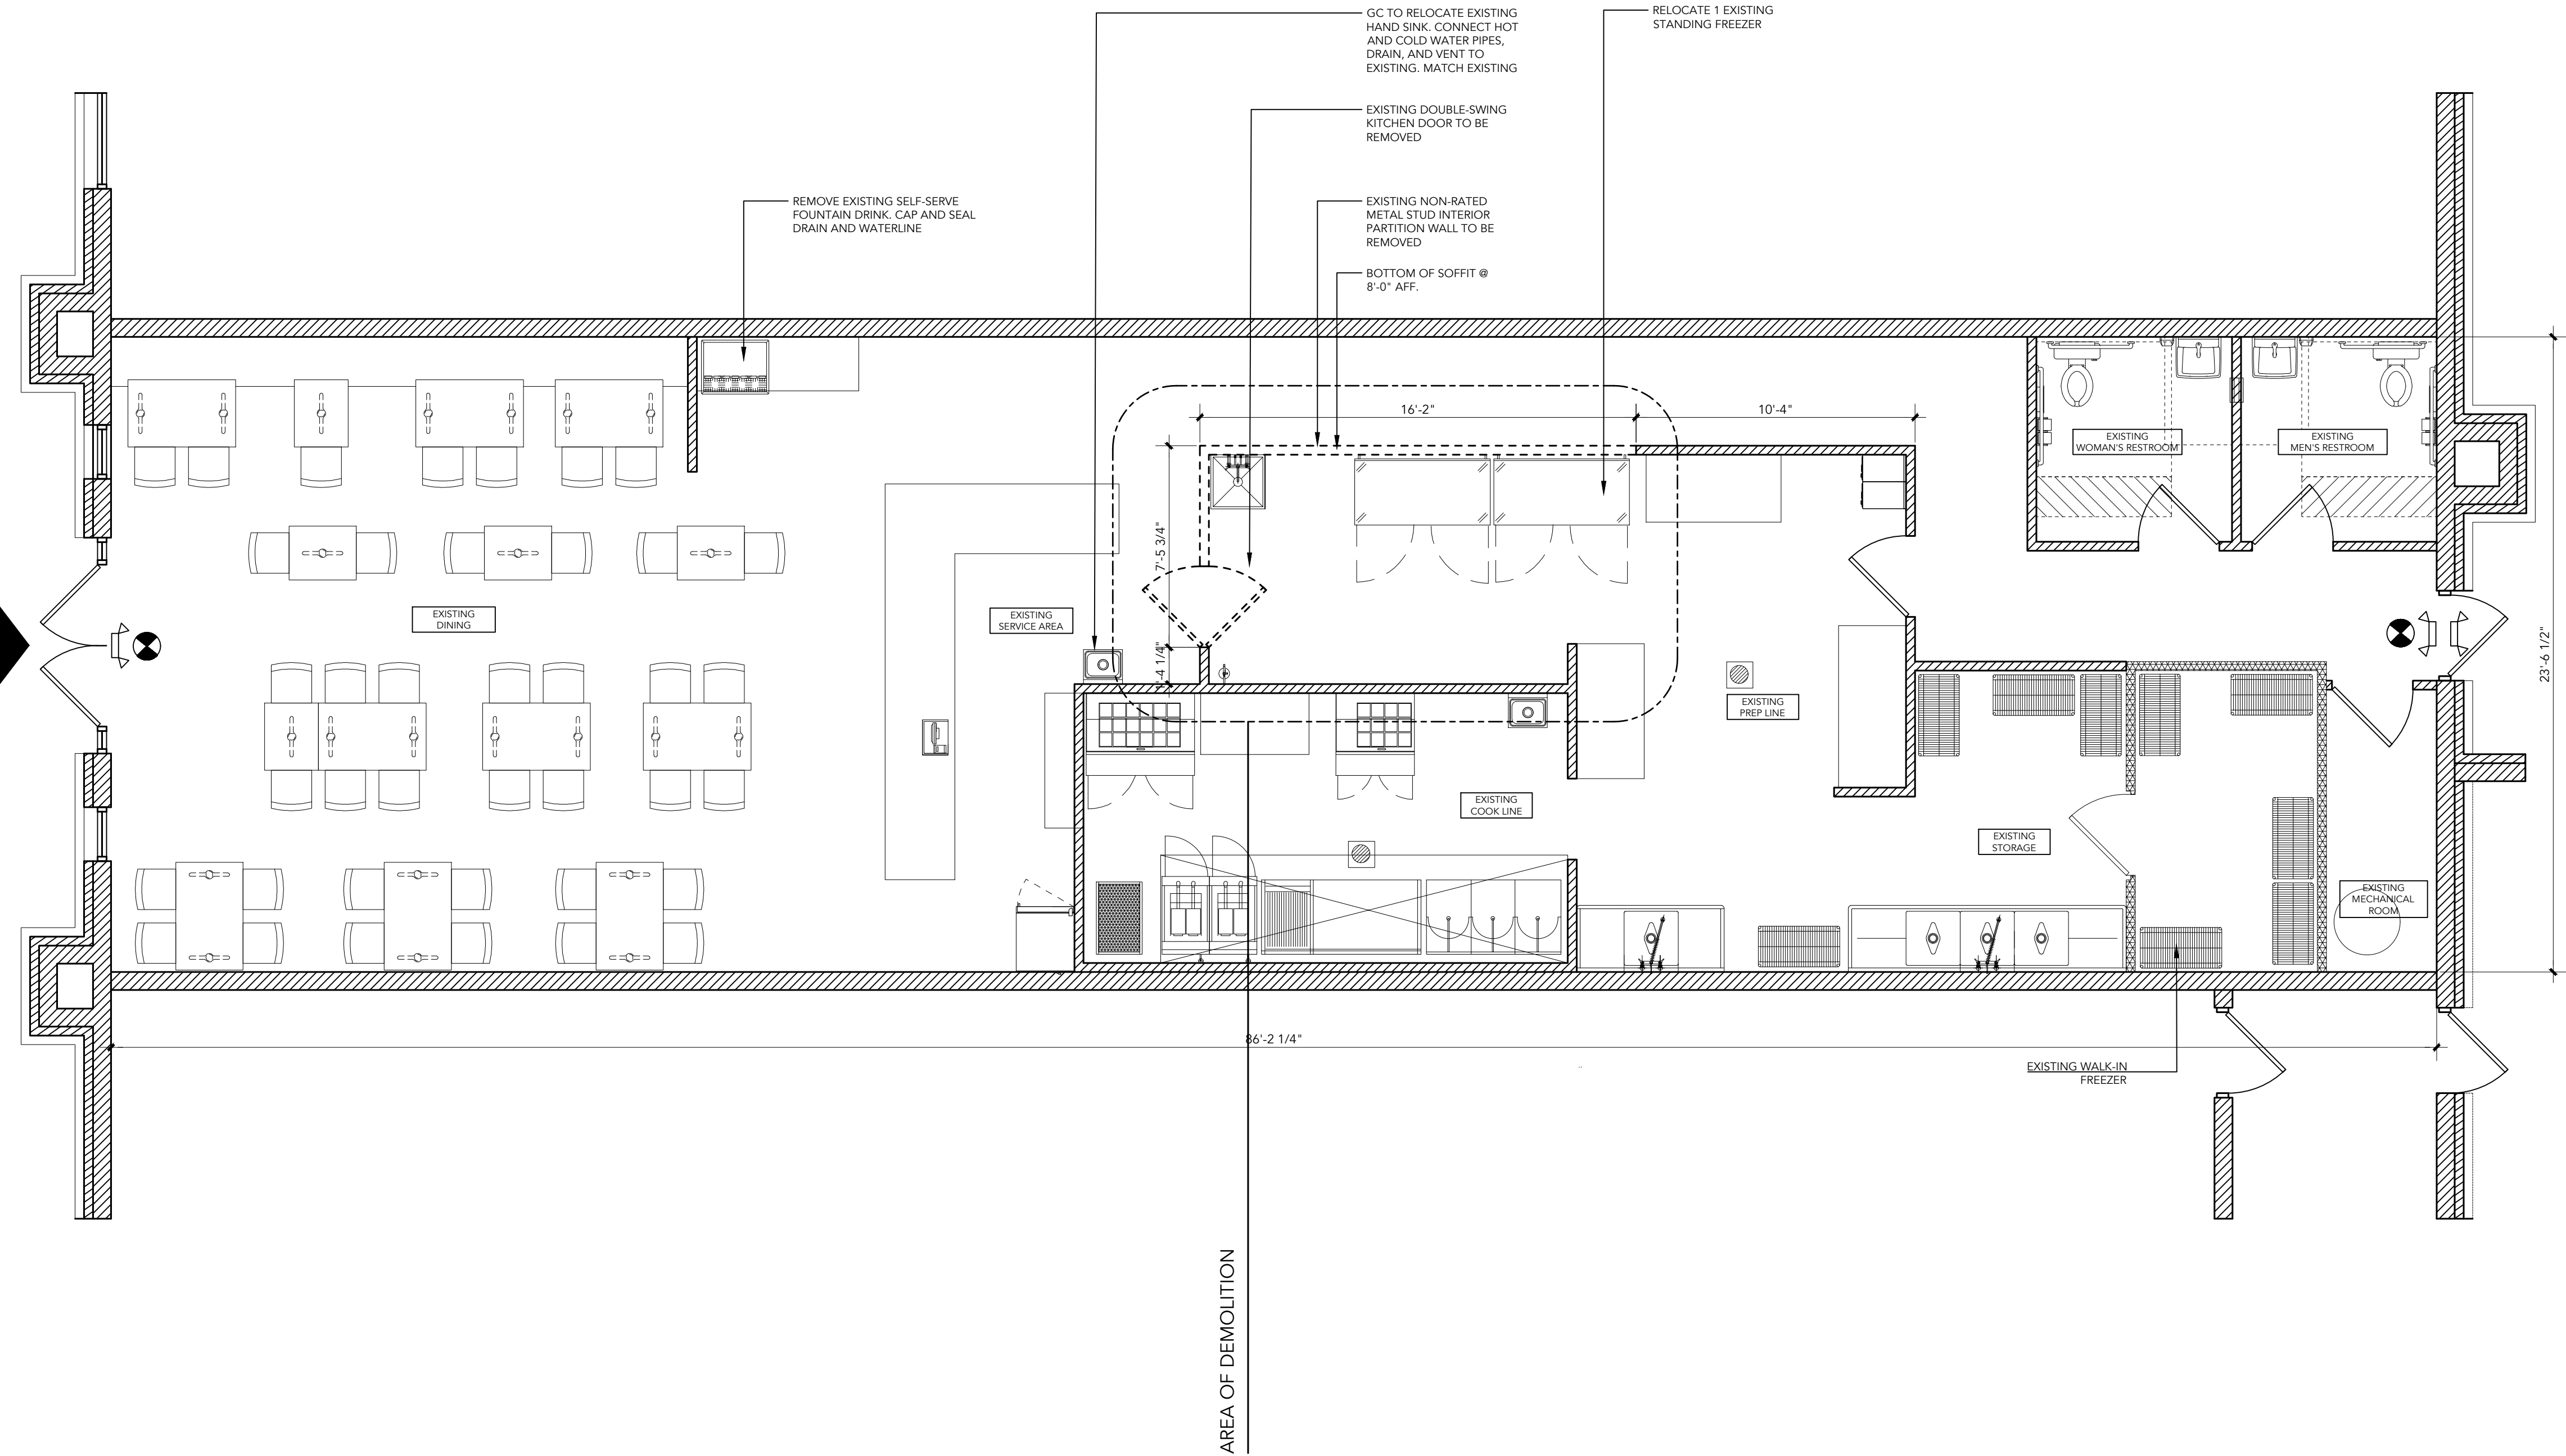 GC TO RELOCATE EXISTING
HAND SINK. CONNECT HOT
AND COLD WATER PIPES,
DRAIN, AND VENT TO
EXISTING. MATCH EXISTING
RELOCATE 1 EXISTING
STANDING FREEZER
EXISTING DOUBLE-SWING
KITCHEN DOOR TO BE
REMOVED
REMOVE EXISTING SELF-SERVE
FOUNTAIN DRINK. CAP AND SEAL
DRAIN AND WATERLINE
EXISTING NON-RATED
METAL STUD INTERIOR
PARTITION WALL TO BE
REMOVED
BOTTOM OF SOFFIT @
8'-0" AFF.
16'-2"
10'-4"
EXISTING
WOMAN'S RESTROOM
EXISTING
MEN'S RESTROOM
7'-5 3/4"
EXISTING
DINING
EXISTING
SERVICE AREA
1'-4 1/4"
23'-6 1/2"
EXISTING
PREP LINE
EXISTING
COOK LINE
EXISTING
STORAGE
EXISTING
MECHANICAL
ROOM
86'-2 1/4"
EXISTING WALK-IN
FREEZER
AREA OF DEMOLITION